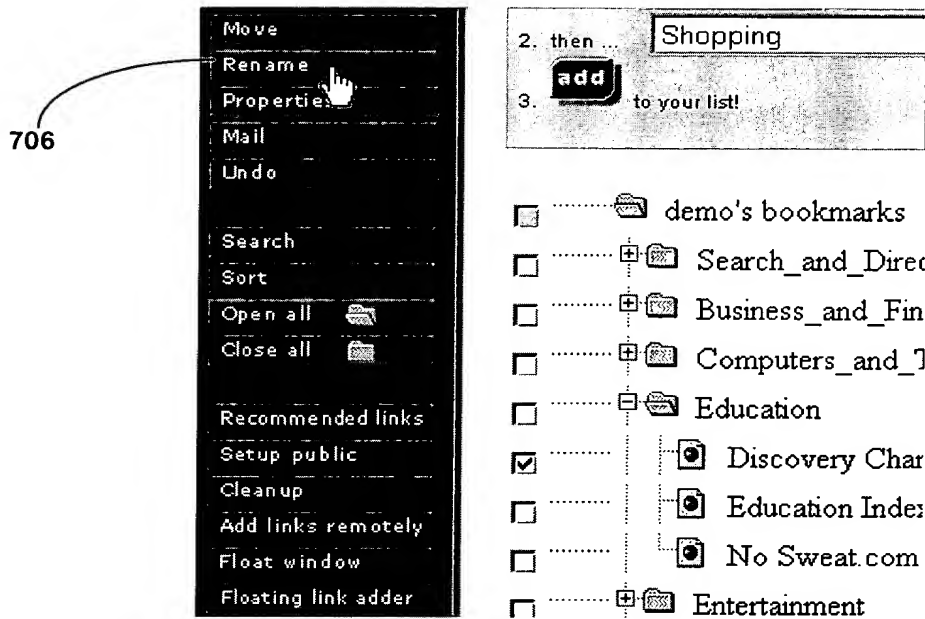 706
Move
Rename
Properties
Mail
Undo
Search
Sort
Open all
Close all
Recommended links
Setup public
Cleanup
Add links remotely
Float window
Floating link adder
2. then ... Shopping
3. add to your list!
demo's bookmarks
Search_and_Direc
Business_and_Fin
Computers_and_T
Education
Discovery Char
Education Index
No Sweat.com
Entertainment